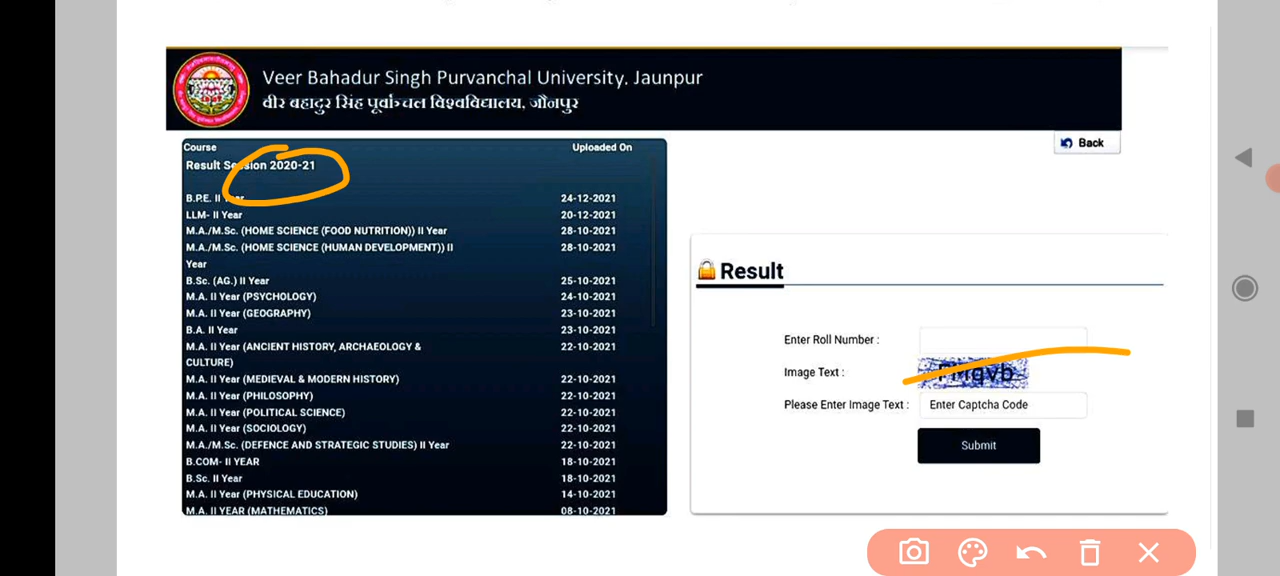 Veer Bahadur Singh Purvanchal University, Jaunpur
वीर बहादुर सिंह पूर्वाञ्चल विश्वविद्यालय, जौनपुर
Back
Course Uploaded On
Result Session 2020-21
B.P.E. II Year 24-12-2021
LLM- II Year 20-12-2021
M.A./M.Sc. (HOME SCIENCE (FOOD NUTRITION)) II Year 28-10-2021
M.A./M.Sc. (HOME SCIENCE (HUMAN DEVELOPMENT)) II 28-10-2021
Year
B.Sc. (AG.) II Year 25-10-2021
M.A. II Year (PSYCHOLOGY) 24-10-2021
M.A. II Year (GEOGRAPHY) 23-10-2021
B.A. II Year 23-10-2021
M.A. II Year (ANCIENT HISTORY, ARCHAEOLOGY & 22-10-2021
CULTURE)
M.A. II Year (MEDIEVAL & MODERN HISTORY) 22-10-2021
M.A. II Year (PHILOSOPHY) 22-10-2021
M.A. II Year (POLITICAL SCIENCE) 22-10-2021
M.A. II Year (SOCIOLOGY) 22-10-2021
M.A./M.Sc. (DEFENCE AND STRATEGIC STUDIES) II Year 22-10-2021
B.COM- II YEAR 18-10-2021
B.Sc. II Year 18-10-2021
M.A. II Year (PHYSICAL EDUCATION) 14-10-2021
M.A. II YEAR (MATHEMATICS) 08-10-2021
Result
Enter Roll Number :
Image Text :
Please Enter Image Text : Enter Captcha Code
Submit